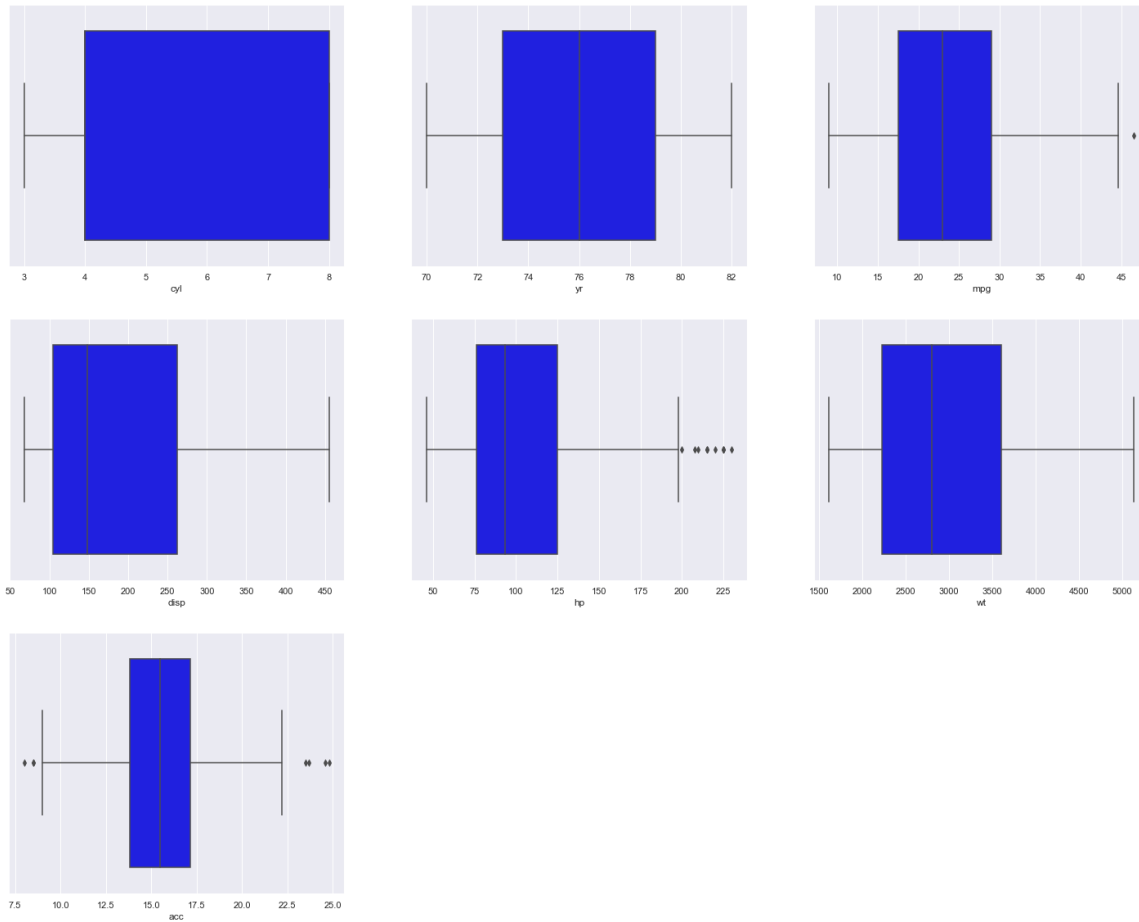 3 4 5 6 7 8
cyl
70 72 74 76 78 80 82
yr
10 15 20 25 30 35 40 45
mpg
50 100 150 200 250 300 350 400 450
disp
50 75 100 125 150 175 200 225
hp
1500 2000 2500 3000 3500 4000 4500 5000
wt
7.5 10.0 12.5 15.0 17.5 20.0 22.5 25.0
acc